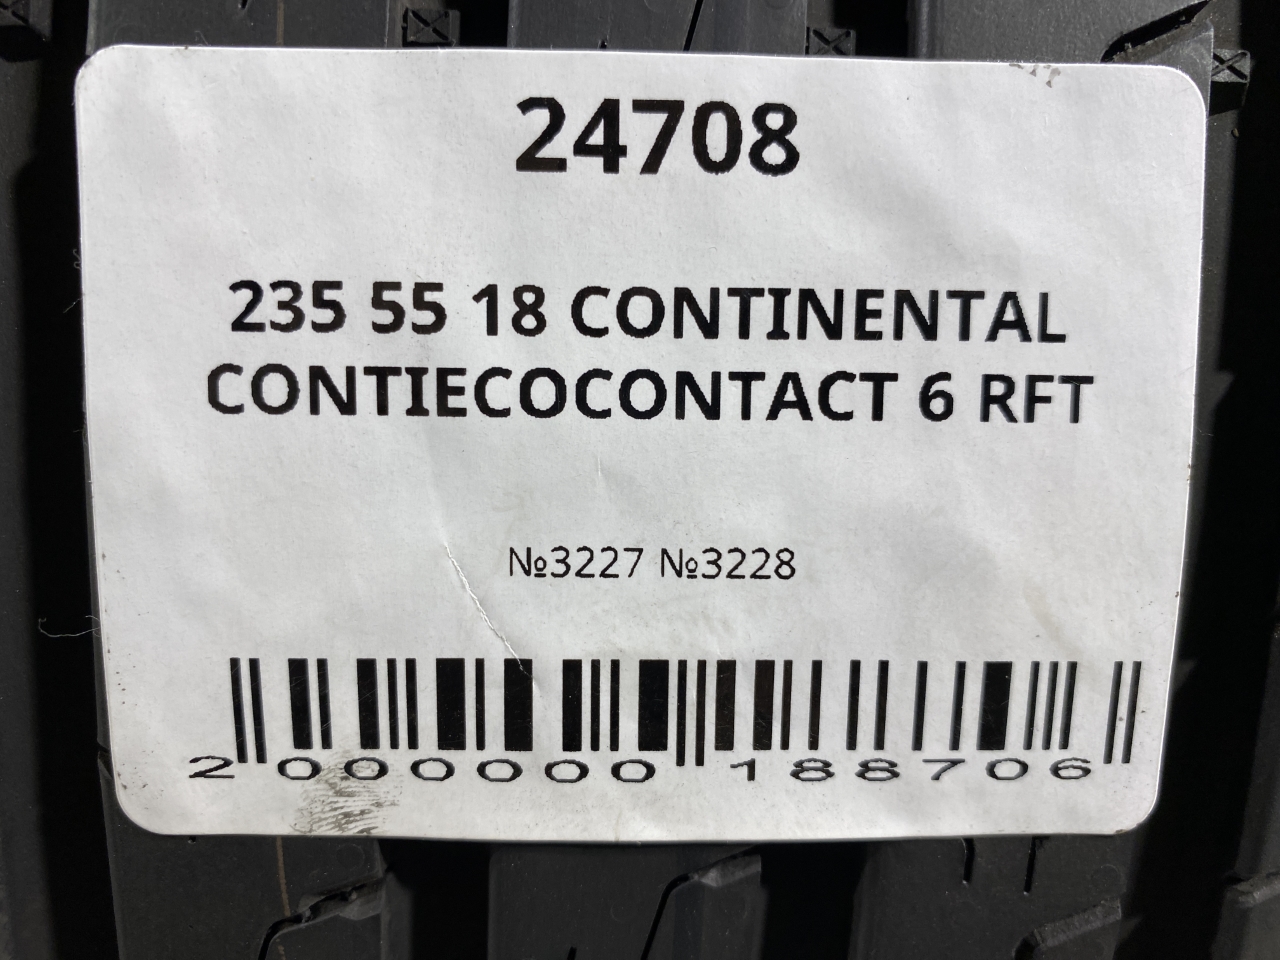 24708
235 55 18 CONTINENTAL
CONTIECOCONTACT 6 RFT
№3227 №3228
2 000000 188706